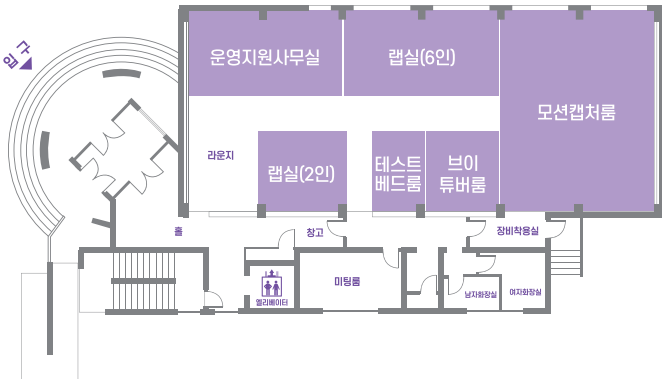 입구
운영지원사무실
랩실(6인)
모션캡처룸
라운지
랩실(2인)
테스트
베드룸
브이
튜버룸
홀
창고
장비착용실
미팅룸
엘리베이터
남자화장실
여자화장실